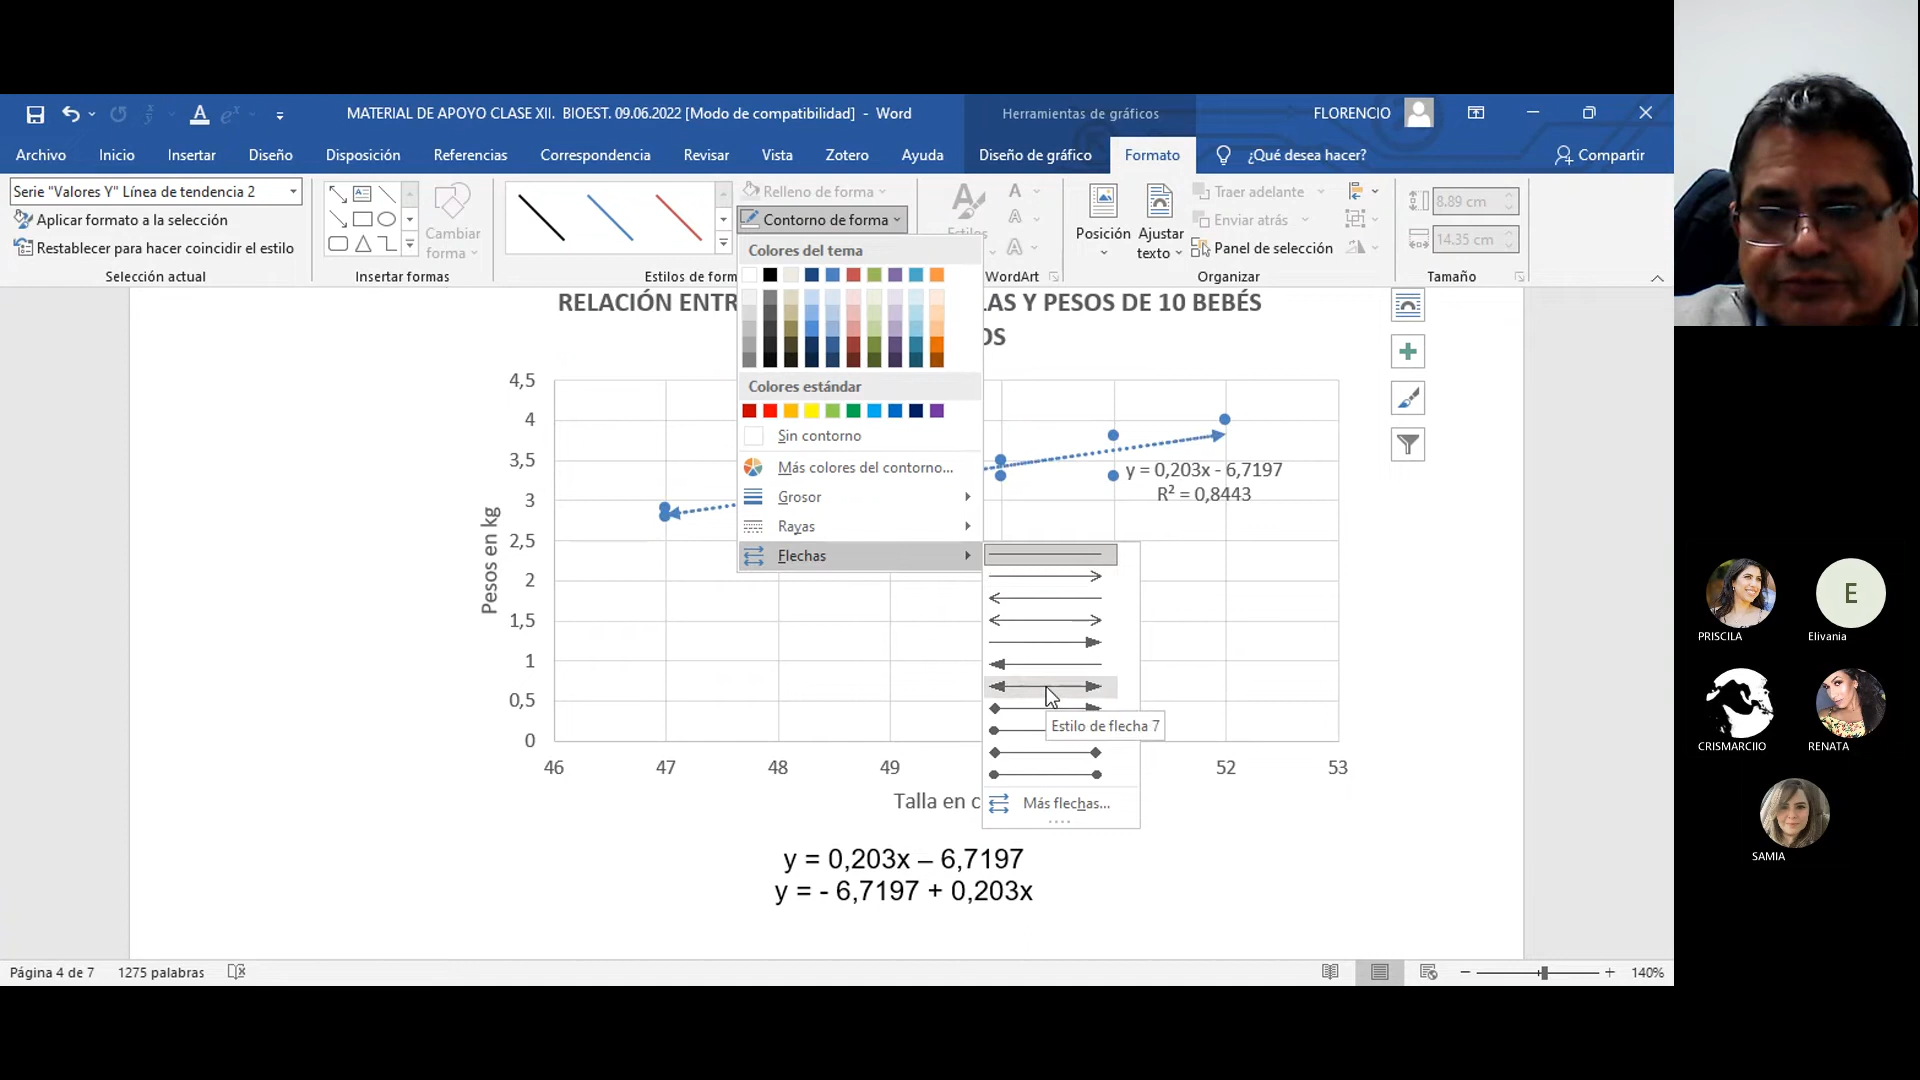 MATERIAL DE APOYO CLASE XII. BIOEST. 09.06.2022 [Modo de compatibilidad] - Word
Herramientas de gráficos
FLORENCIO
Archivo
Inicio
Insertar
Diseño
Disposición
Referencias
Correspondencia
Revisar
Vista
Zotero
Ayuda
Diseño de gráfico
Formato
¿Qué desea hacer?
Compartir
Serie "Valores Y" Línea de tendencia 2
Aplicar formato a la selección
Restablecer para hacer coincidir el estilo
Selección actual
Cambiar
forma
Insertar formas
Estilos de form
Relleno de forma
Contorno de forma
Estilos
WordArt
Posición
Ajustar
texto
Traer adelante
Enviar atrás
Panel de selección
Organizar
8.89 cm
14.35 cm
Tamaño
Colores del tema
Colores estándar
Sin contorno
Más colores del contorno...
Grosor
Rayas
Flechas
Estilo de flecha 7
Más flechas...
RELACIÓN ENTR
LAS Y PESOS DE 10 BEBÉS
OS
4,5
4
3,5
3
2,5
2
1,5
1
0,5
0
Pesos en kg
y = 0,203x - 6,7197
R² = 0,8443
46
47
48
49
52
53
Talla en c
y = 0,203x – 6,7197
y = - 6,7197 + 0,203x
Página 4 de 7
1275 palabras
140%
PRISCILA
E
Elivania
CRISMARCIIO
RENATA
SAMIA